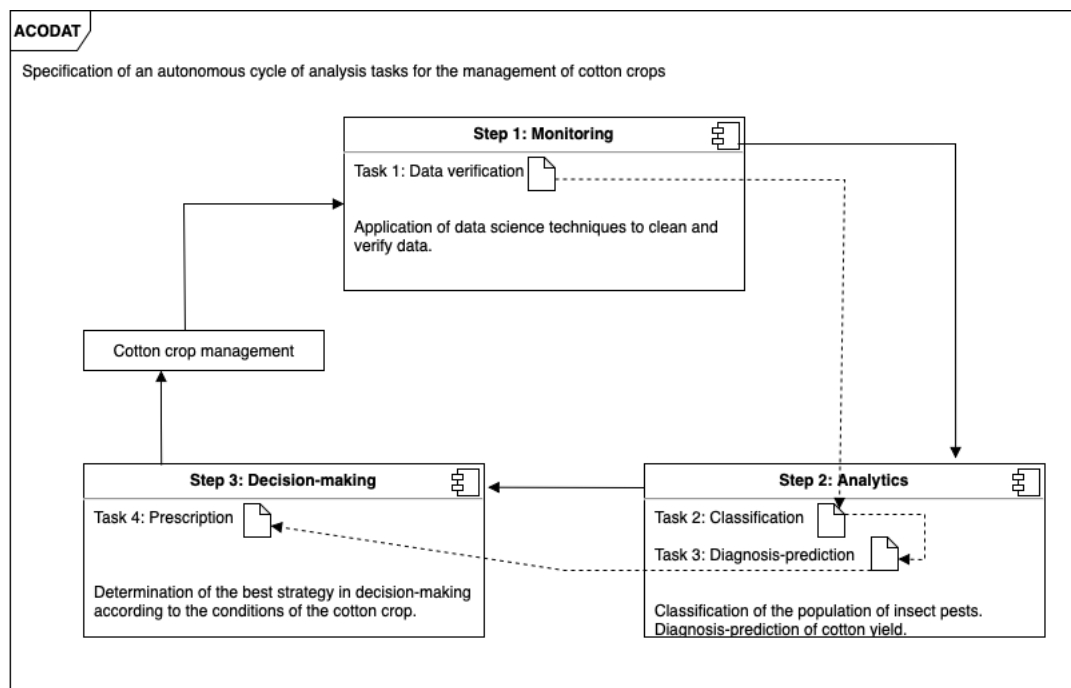 ACODAT
Specification of an autonomous cycle of analysis tasks for the management of cotton crops
Step 1: Monitoring
Task 1: Data verification
Application of data science techniques to clean and
verify data.
Cotton crop management
Step 3: Decision-making
Task 4: Prescription
Determination of the best strategy in decision-making
according to the conditions of the cotton crop.
Step 2: Analytics
Task 2: Classification
Task 3: Diagnosis-prediction
Classification of the population of insect pests.
Diagnosis-prediction of cotton yield.